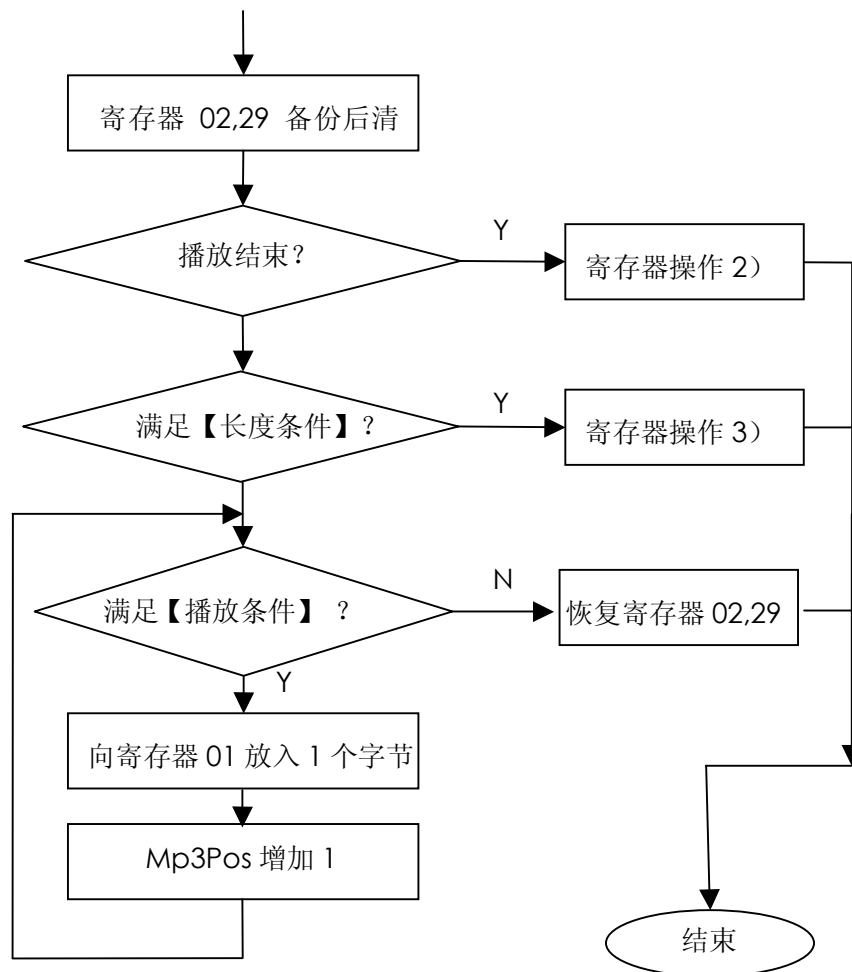 寄存器 02,29 备份后清
播放结束？
Y
寄存器操作 2）
满足【长度条件】？
Y
寄存器操作 3）
满足【播放条件】 ？
N
恢复寄存器 02,29
Y
向寄存器 01 放入 1 个字节
Mp3Pos 增加 1
结束